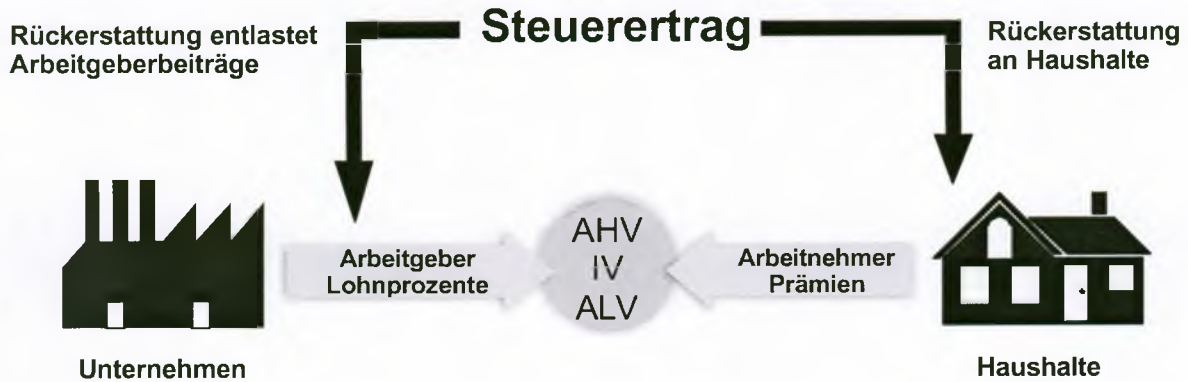 Steuerertrag
Rückerstattung entlastet
Arbeitgeberbeiträge
Rückerstattung
an Haushalte
Arbeitgeber
Lohnprozente
AHV
IV
ALV
Arbeitnehmer
Prämien
Unternehmen
Haushalte